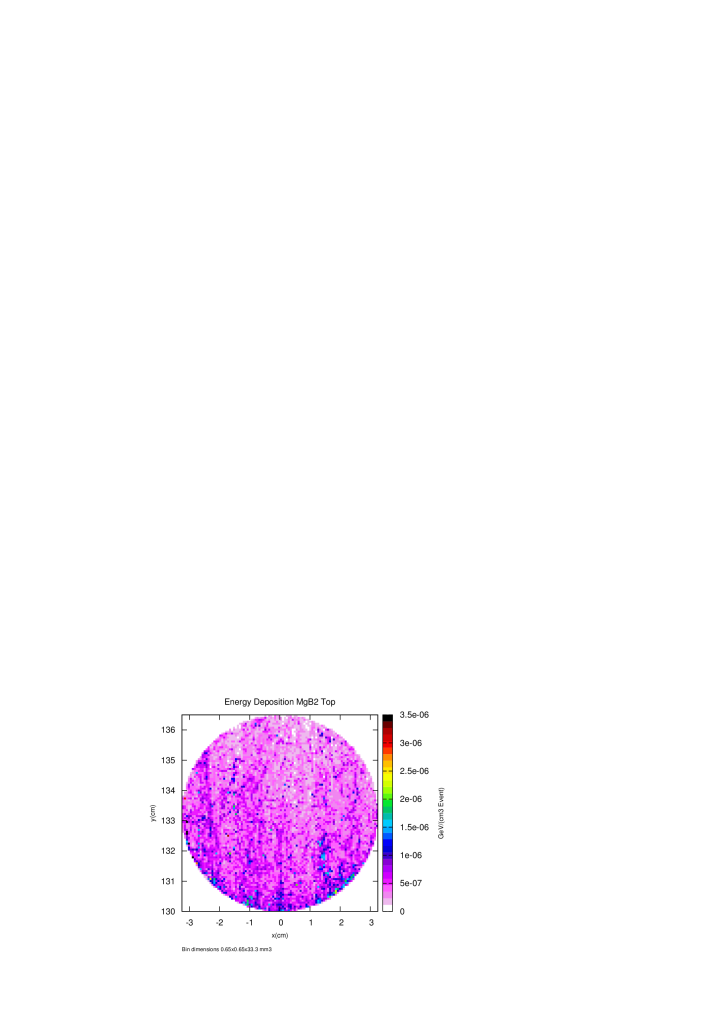 Energy Deposition MgB2 Top
136
135
134
133
132
131
130
y(cm)
-3 -2 -1 0 1 2 3
x(cm)
3.5e-06
3e-06
2.5e-06
2e-06
1.5e-06
1e-06
5e-07
0
GeV/(cm3 Event)
Bin dimensions 0.65x0.65x33.3 mm3